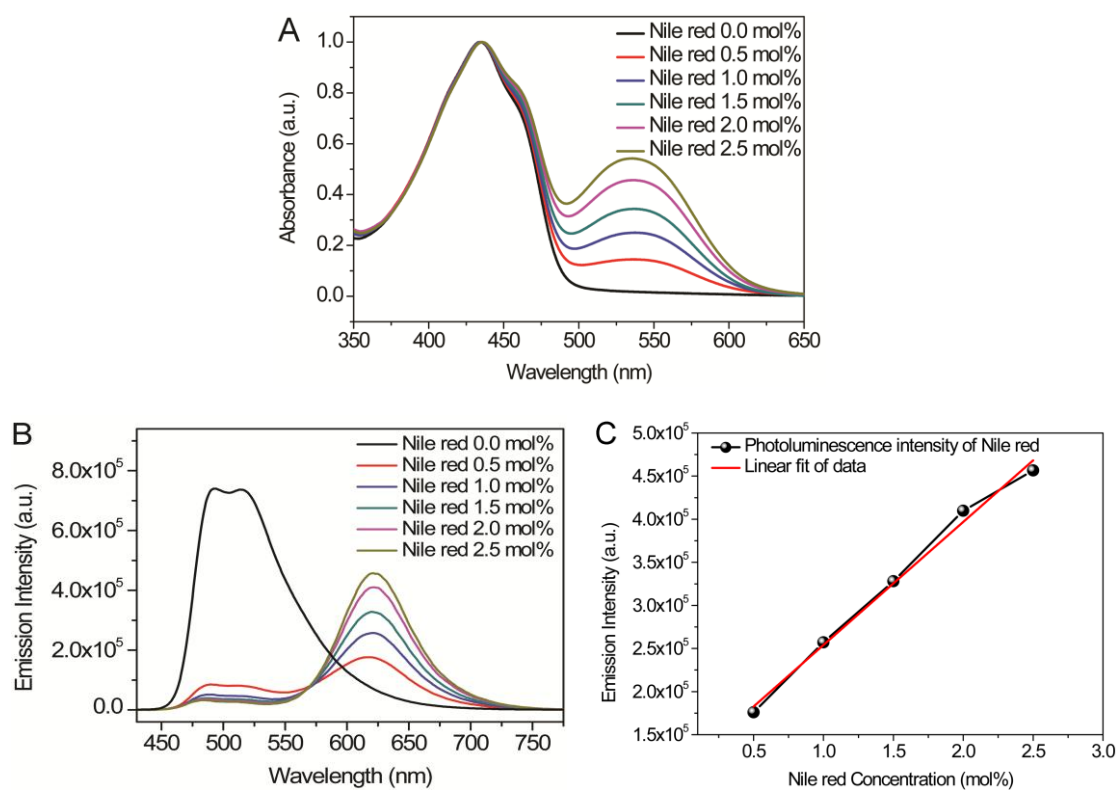 A
Nile red 0.0 mol%
Nile red 0.5 mol%
Nile red 1.0 mol%
Nile red 1.5 mol%
Nile red 2.0 mol%
Nile red 2.5 mol%
Absorbance (a.u.)
1.0
0.8
0.6
0.4
0.2
0.0
350 400 450 500 550 600 650
Wavelength (nm)
B
Nile red 0.0 mol%
Nile red 0.5 mol%
Nile red 1.0 mol%
Nile red 1.5 mol%
Nile red 2.0 mol%
Nile red 2.5 mol%
Emission Intensity (a.u.)
8.0x10⁵
6.0x10⁵
4.0x10⁵
2.0x10⁵
0.0
450 500 550 600 650 700 750
Wavelength (nm)
C
Photoluminescence intensity of Nile red
Linear fit of data
Emission Intensity (a.u.)
5.0x10⁵
4.5x10⁵
4.0x10⁵
3.5x10⁵
3.0x10⁵
2.5x10⁵
2.0x10⁵
1.5x10⁵
0.5 1.0 1.5 2.0 2.5 3.0
Nile red Concentration (mol%)